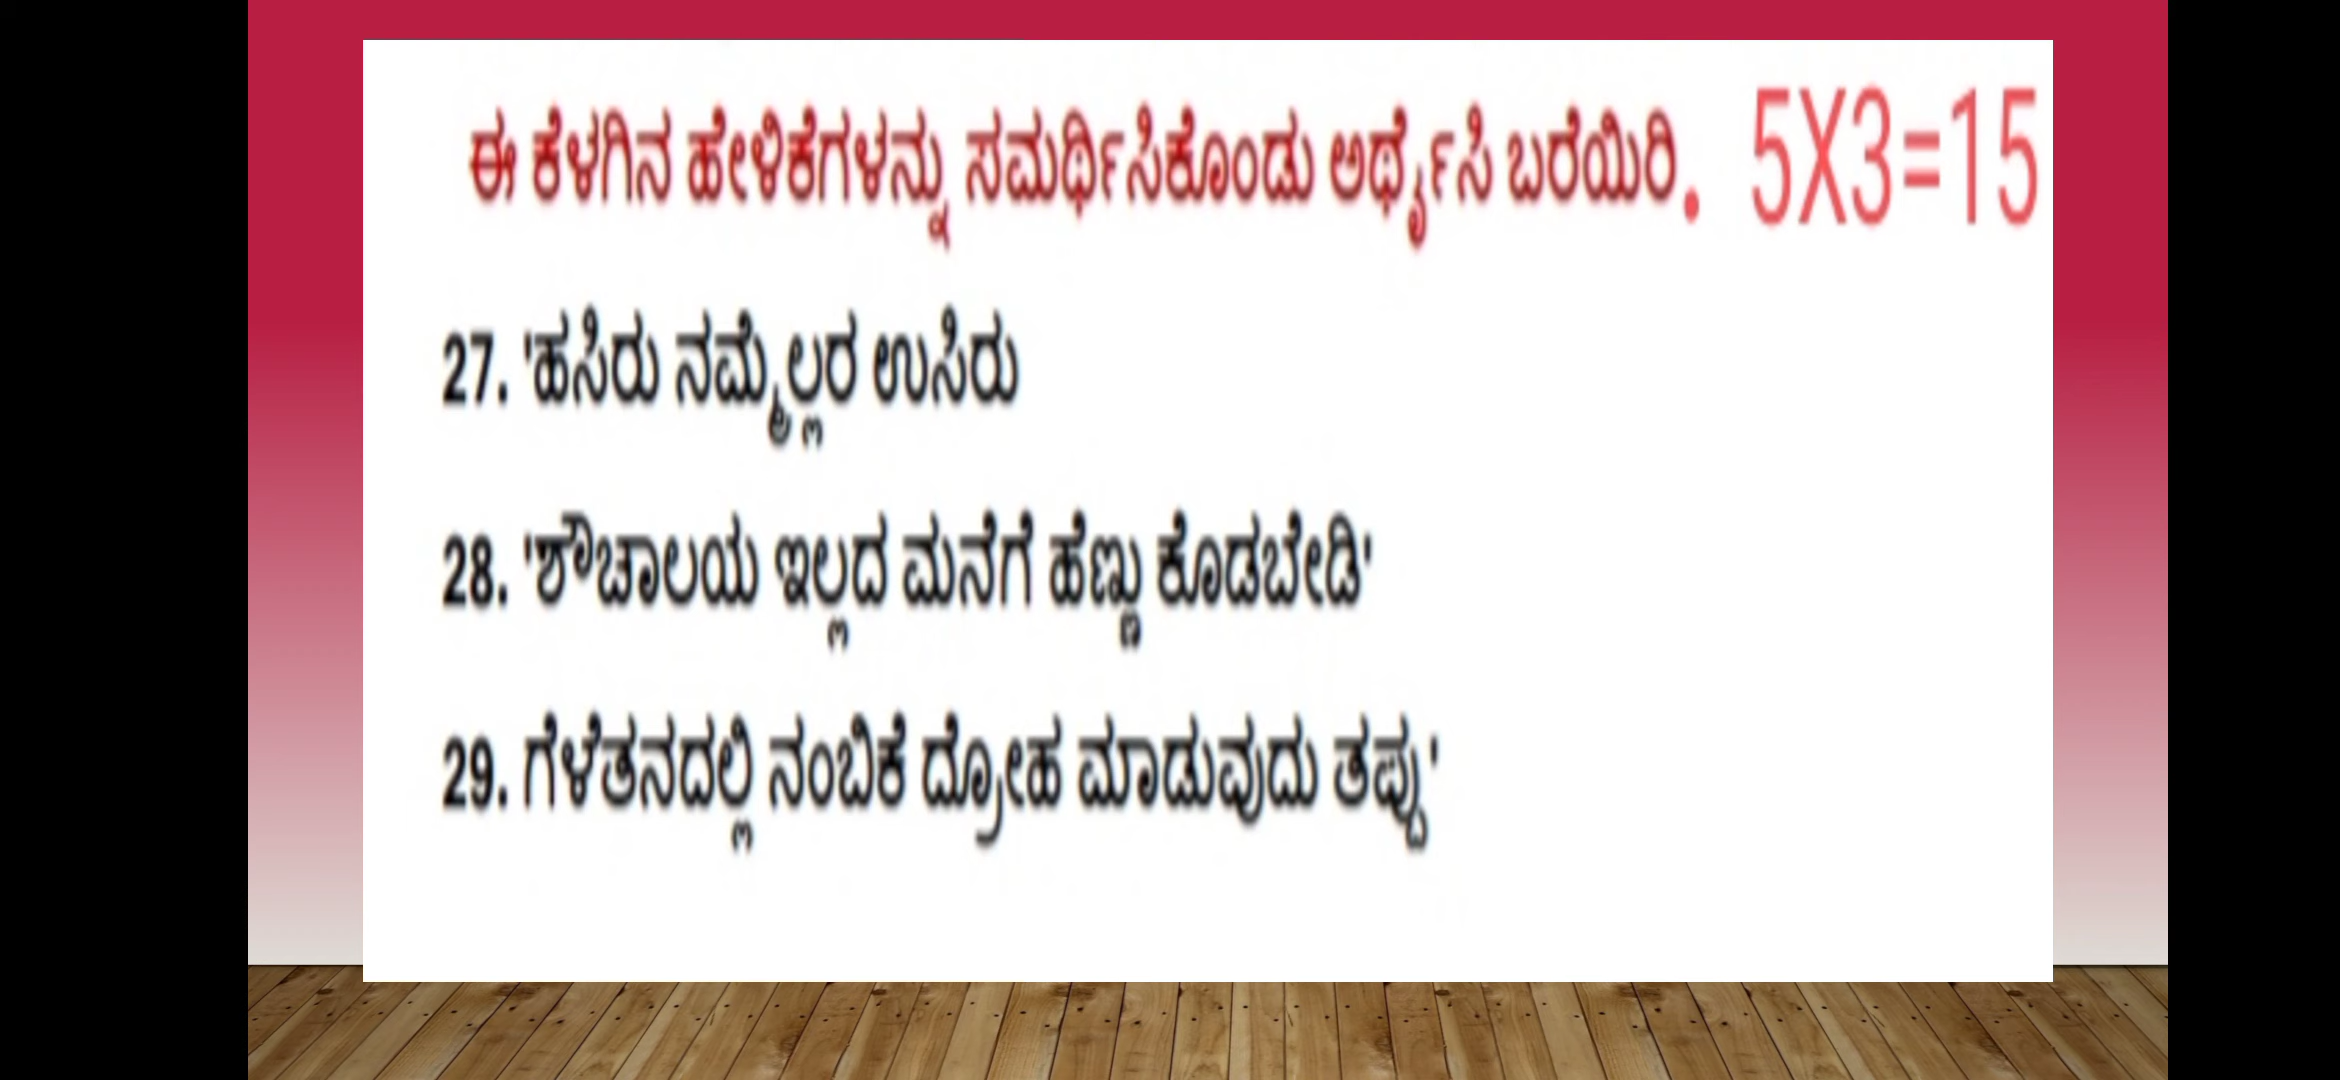 ಈ ಕೆಳಗಿನ ಹೇಳಿಕೆಗಳನ್ನು ಸಮರ್ಥಿಸಿಕೊಂಡು ಅರ್ಥೈಸಿ ಬರೆಯಿರಿ. 5X3=15
27. 'ಹಸಿರು ನಮ್ಮೆಲ್ಲರ ಉಸಿರು
28. 'ಶೌಚಾಲಯ ಇಲ್ಲದ ಮನೆಗೆ ಹೆಣ್ಣು ಕೊಡಬೇಡಿ'
29. ಗೆಳೆತನದಲ್ಲಿ ನಂಬಿಕೆ ದ್ರೋಹ ಮಾಡುವುದು ತಪ್ಪು'